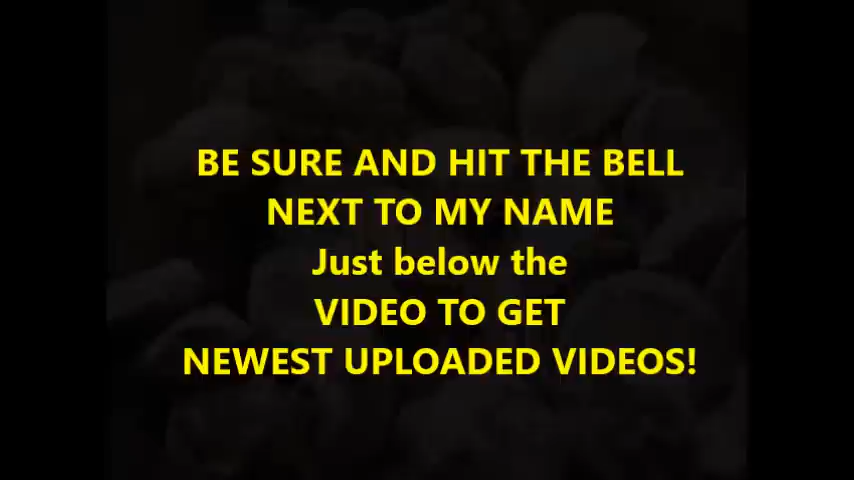 BE SURE AND HIT THE BELL
NEXT TO MY NAME
Just below the
VIDEO TO GET
NEWEST UPLOADED VIDEOS!